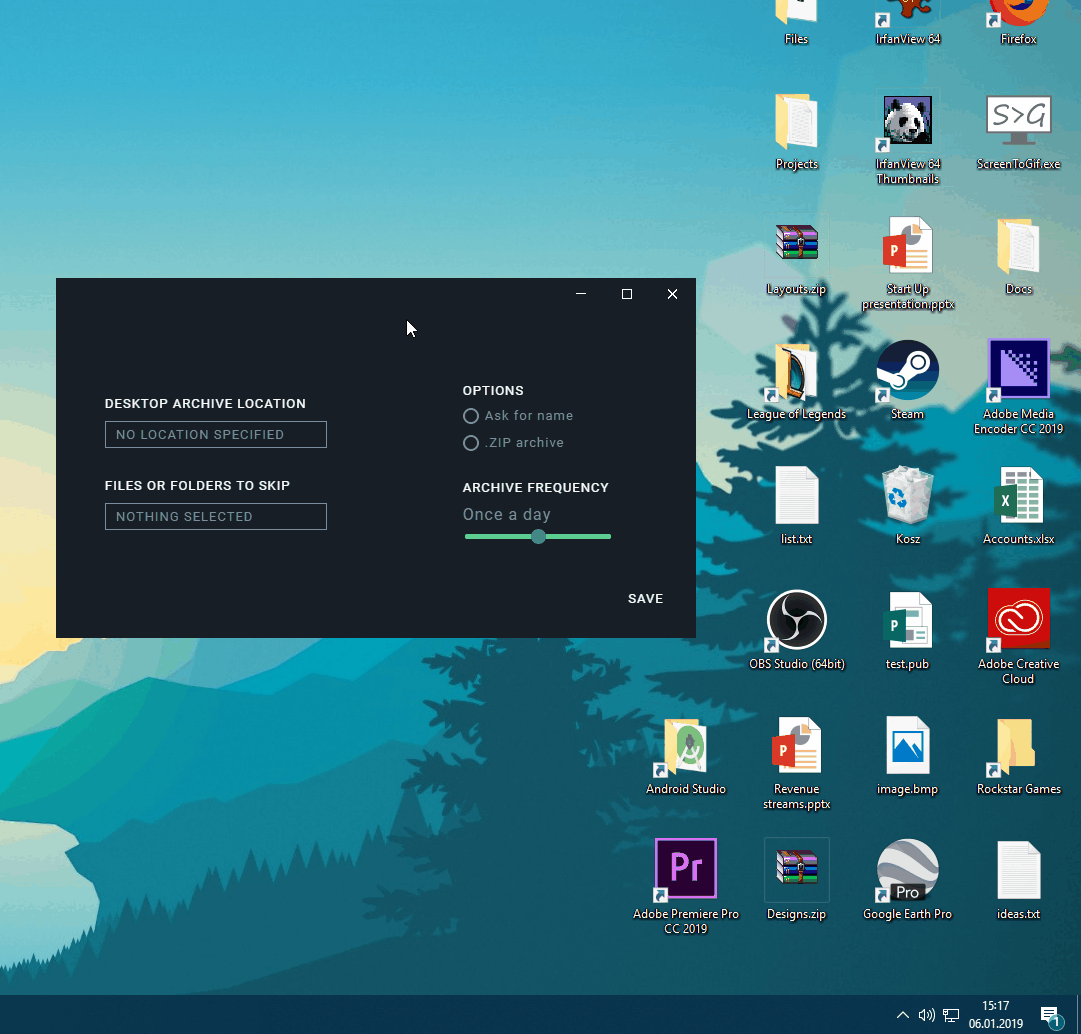 Files
IrfanView 64
Firefox
Projects
IrfanView 64
Thumbnails
S>G
ScreenToGif.exe
Layouts.zip
P
Start Up
presentation.pptx
Docs
DESKTOP ARCHIVE LOCATION
NO LOCATION SPECIFIED
FILES OR FOLDERS TO SKIP
NOTHING SELECTED
OPTIONS
Ask for name
.ZIP archive
ARCHIVE FREQUENCY
Once a day
SAVE
League of Legends
Steam
Adobe Media
Encoder CC 2019
list.txt
Kosz
X
Accounts.xlsx
OBS Studio (64bit)
P
test.pub
Adobe Creative
Cloud
Android Studio
P
Revenue
streams.pptx
image.bmp
Rockstar Games
Pr
Adobe Premiere Pro
CC 2019
Designs.zip
Pro
Google Earth Pro
ideas.txt
15:17
06.01.2019
1